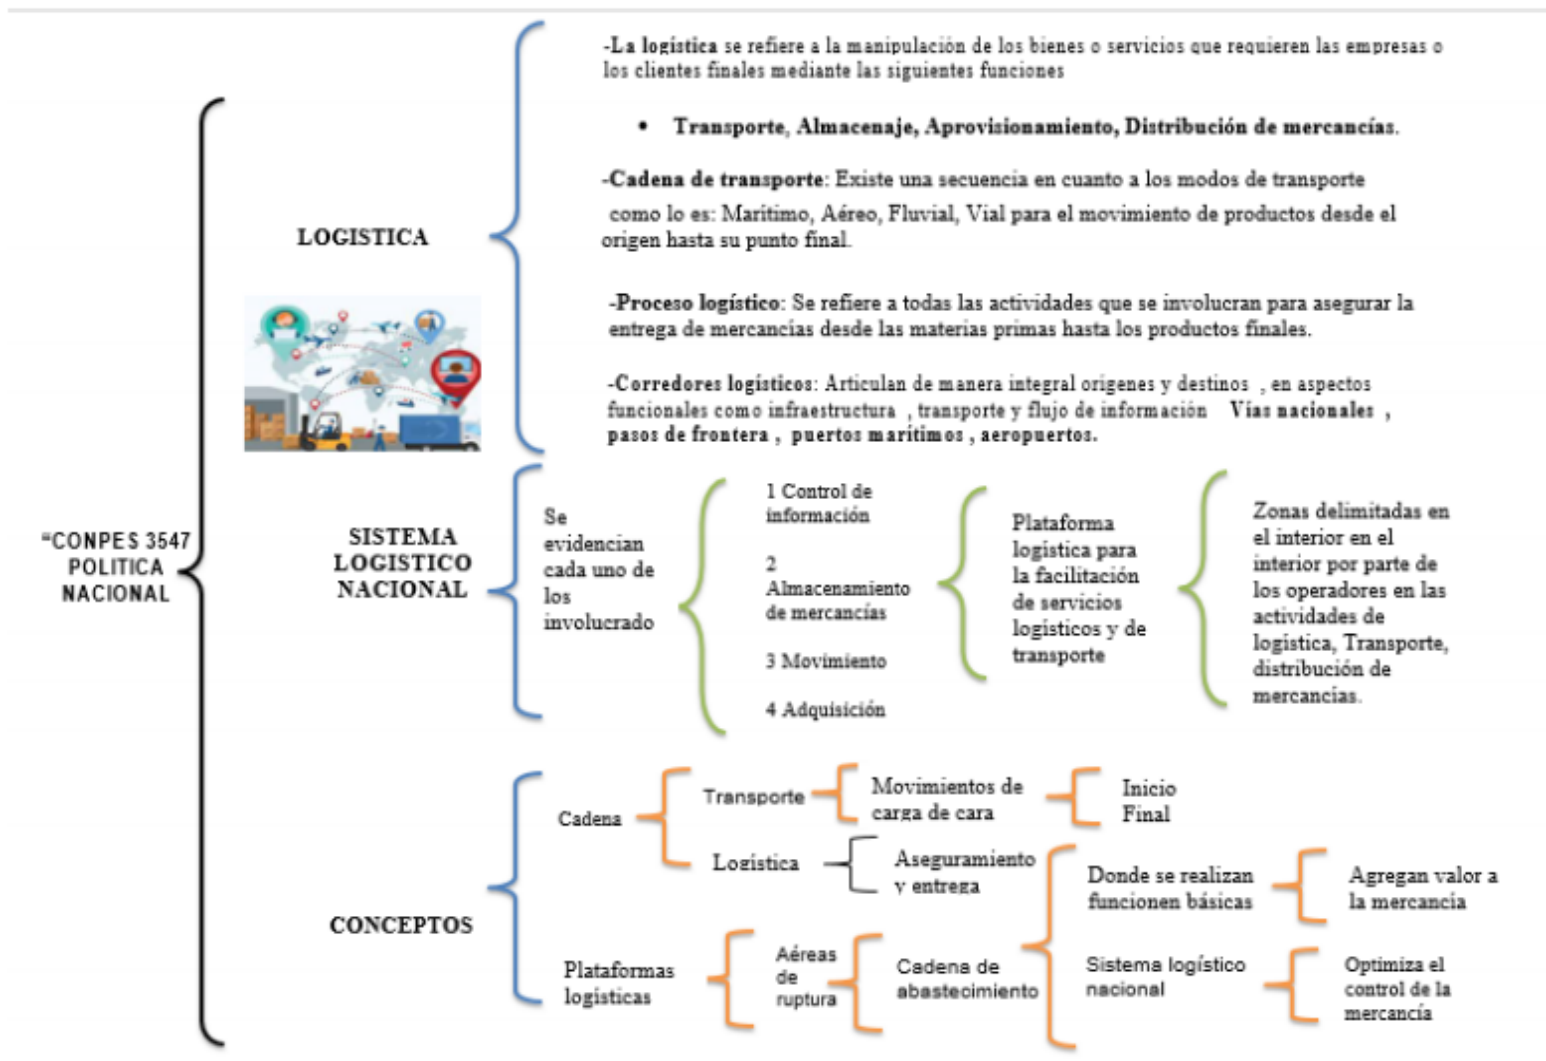 -La logística se refiere a la manipulación de los bienes o servicios que requieren las empresas o
los clientes finales mediante las siguientes funciones
• Transporte, Almacenaje, Aprovisionamiento, Distribución de mercancías.
-Cadena de transporte: Existe una secuencia en cuanto a los modos de transporte
como lo es: Marítimo, Aéreo, Fluvial, Vial para el movimiento de productos desde el
origen hasta su punto final.
LOGISTICA
-Proceso logístico: Se refiere a todas las actividades que se involucran para asegurar la
entrega de mercancías desde las materias primas hasta los productos finales.
-Corredores logísticos: Articulan de manera integral orígenes y destinos , en aspectos
funcionales como infraestructura , transporte y flujo de información Vías nacionales ,
pasos de frontera , puertos marítimos , aeropuertos.
“CONPES 3547
POLITICA
NACIONAL
SISTEMA
LOGISTICO
NACIONAL
Se
evidencian
cada uno de
los
involucrado
1 Control de
información
2
Almacenamiento
de mercancías
3 Movimiento
4 Adquisición
Plataforma
logística para
la facilitación
de servicios
logísticos y de
transporte
Zonas delimitadas en
el interior en el
interior por parte de
los operadores en las
actividades de
logística, Transporte,
distribución de
mercancías.
CONCEPTOS
Cadena
Transporte
Movimientos de
carga de cara
Inicio
Final
Logística
Aseguramiento
y entrega
Plataformas
logísticas
Aéreas
de
ruptura
Cadena de
abastecimiento
Donde se realizan
funcionen básicas
Agregan valor a
la mercancía
Sistema logístico
nacional
Optimiza el
control de la
mercancía